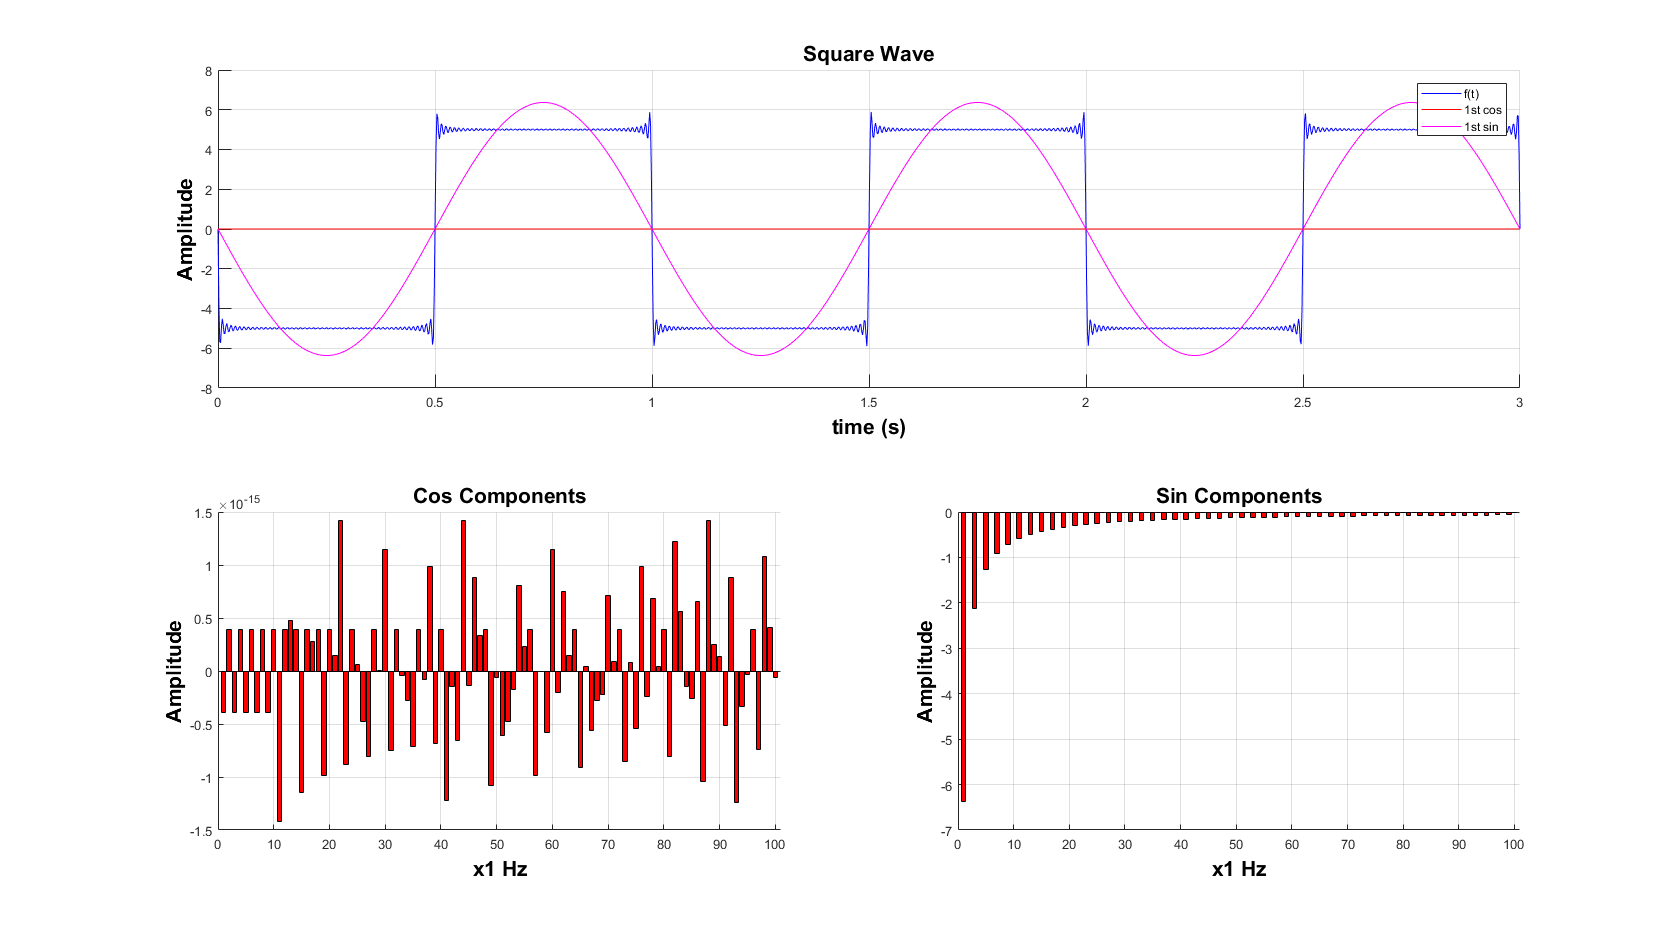 Square Wave
8
6
4
2
0
-2
-4
-6
-8
Amplitude
f(t)
1st cos
1st sin
0 0.5 1 1.5 2 2.5 3
time (s)
Cos Components
×10-15
1.5
1
0.5
0
-0.5
-1
-1.5
Amplitude
0 10 20 30 40 50 60 70 80 90 100
x1 Hz
Sin Components
0
-1
-2
-3
-4
-5
-6
-7
Amplitude
0 10 20 30 40 50 60 70 80 90 100
x1 Hz